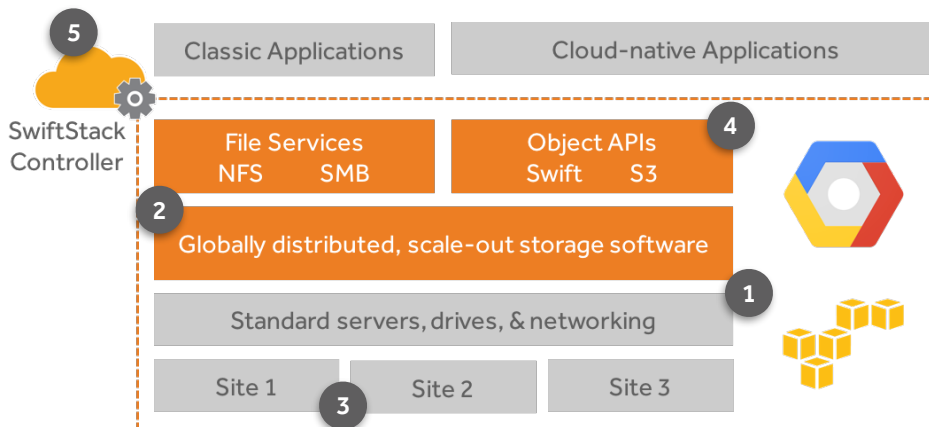 5
Classic Applications
Cloud-native Applications
SwiftStack
Controller
File Services
NFS SMB
Object APIs
Swift S3
4
2
Globally distributed, scale-out storage software
1
Standard servers, drives, & networking
Site 1
Site 2
Site 3
3